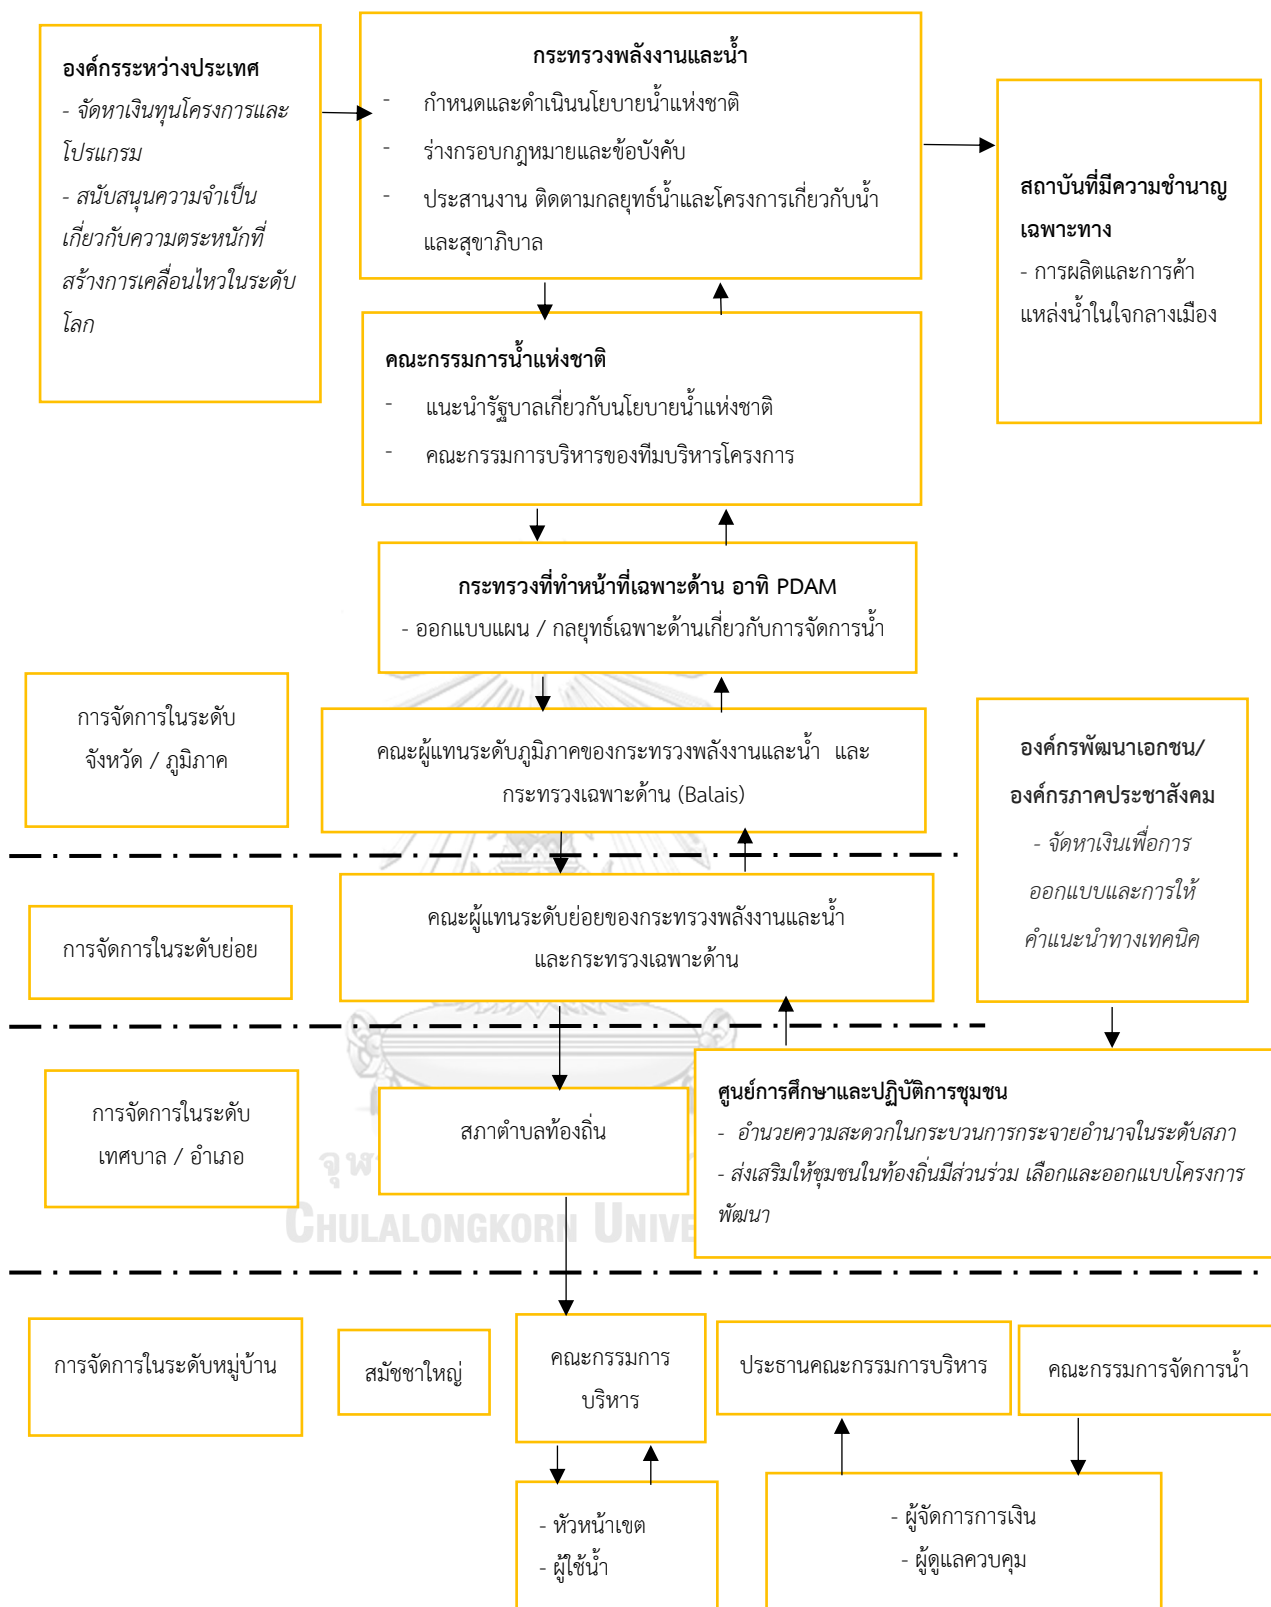 องค์กรระหว่างประเทศ
- จัดหาเงินทุนโครงการและ
โปรแกรม
- สนับสนุนความจำเป็น
เกี่ยวกับความตระหนักที่
สร้างการเคลื่อนไหวในระดับ
โลก
กระทรวงพลังงานและน้ำ
- กำหนดและดำเนินนโยบายน้ำแห่งชาติ
- ร่างกรอบกฎหมายและข้อบังคับ
- ประสานงาน ติดตามกลยุทธ์น้ำและโครงการเกี่ยวกับน้ำ
และสุขาภิบาล
สถาบันที่มีความชำนาญ
เฉพาะทาง
- การผลิตและการค้า
แหล่งน้ำในใจกลางเมือง
คณะกรรมการน้ำแห่งชาติ
- แนะนำรัฐบาลเกี่ยวกับนโยบายน้ำแห่งชาติ
- คณะกรรมการบริหารของทีมบริหารโครงการ
กระทรวงที่ทำหน้าที่เฉพาะด้าน อาทิ PDAM
- ออกแบบแผน / กลยุทธ์เฉพาะด้านเกี่ยวกับการจัดการน้ำ
การจัดการในระดับ
จังหวัด / ภูมิภาค
คณะผู้แทนระดับภูมิภาคของกระทรวงพลังงานและน้ำ และ
กระทรวงเฉพาะด้าน (Balais)
องค์กรพัฒนาเอกชน/
องค์กรภาคประชาสังคม
- จัดหาเงินเพื่อการ
ออกแบบและการให้
คำแนะนำทางเทคนิค
การจัดการในระดับย่อย
คณะผู้แทนระดับย่อยของกระทรวงพลังงานและน้ำ
และกระทรวงเฉพาะด้าน
การจัดการในระดับ
เทศบาล / อำเภอ
สภาตำบลท้องถิ่น
ศูนย์การศึกษาและปฏิบัติการชุมชน
- อำนวยความสะดวกในกระบวนการกระจายอำนาจในระดับสภา
- ส่งเสริมให้ชุมชนในท้องถิ่นมีส่วนร่วม เลือกและออกแบบโครงการ
พัฒนา
CHULALONGKORN UNIVE
การจัดการในระดับหมู่บ้าน
สมัชชาใหญ่
คณะกรรมการ
บริหาร
ประธานคณะกรรมการบริหาร
คณะกรรมการจัดการน้ำ
- หัวหน้าเขต
- ผู้ใช้น้ำ
- ผู้จัดการการเงิน
- ผู้ดูแลควบคุม